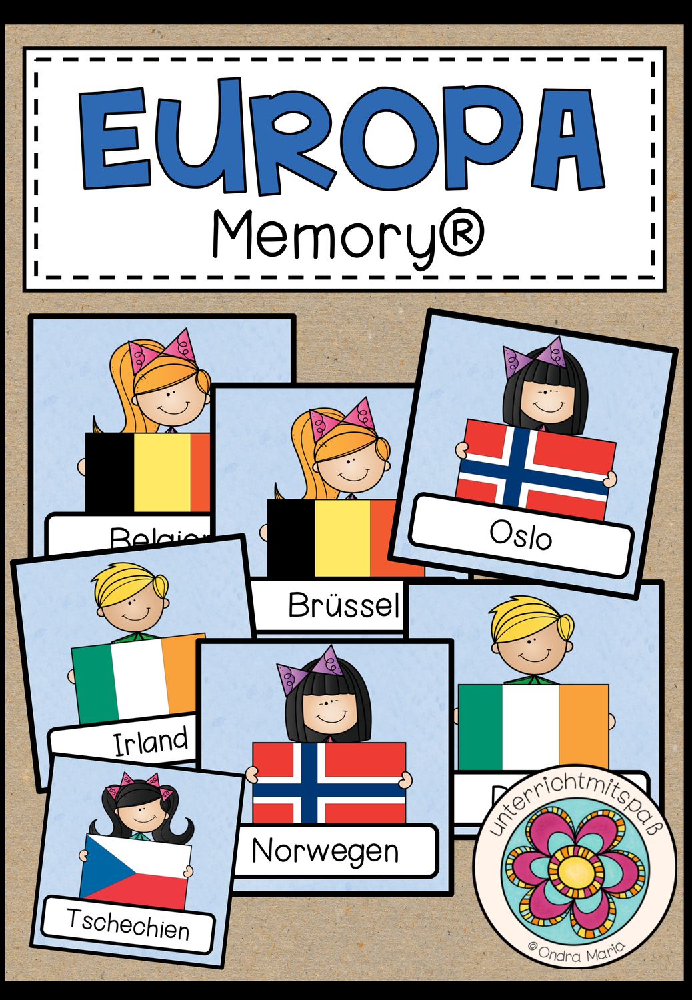 EUROPA
Memory®
Oslo
Brüssel
Irland
Norwegen
Tschechien
unterrichtmitspaß
© Ondra Maria